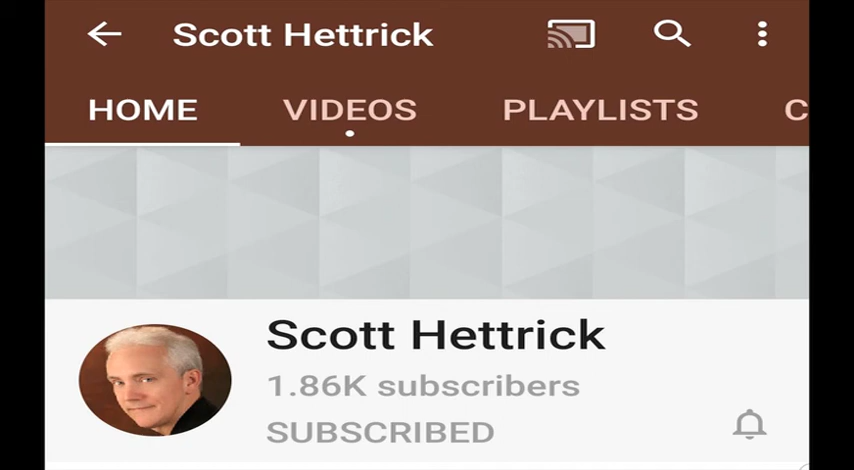 Scott Hettrick
HOME VIDEOS PLAYLISTS C
Scott Hettrick
1.86K subscribers
SUBSCRIBED